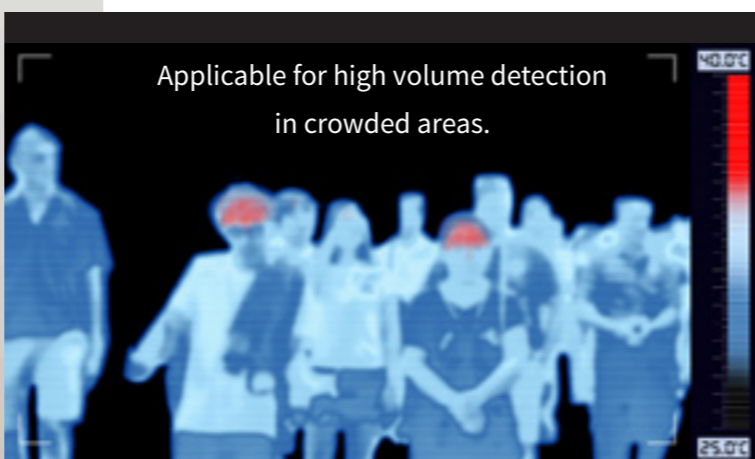 Applicable for high volume detection
in crowded areas.
40.0°C
25.0°C